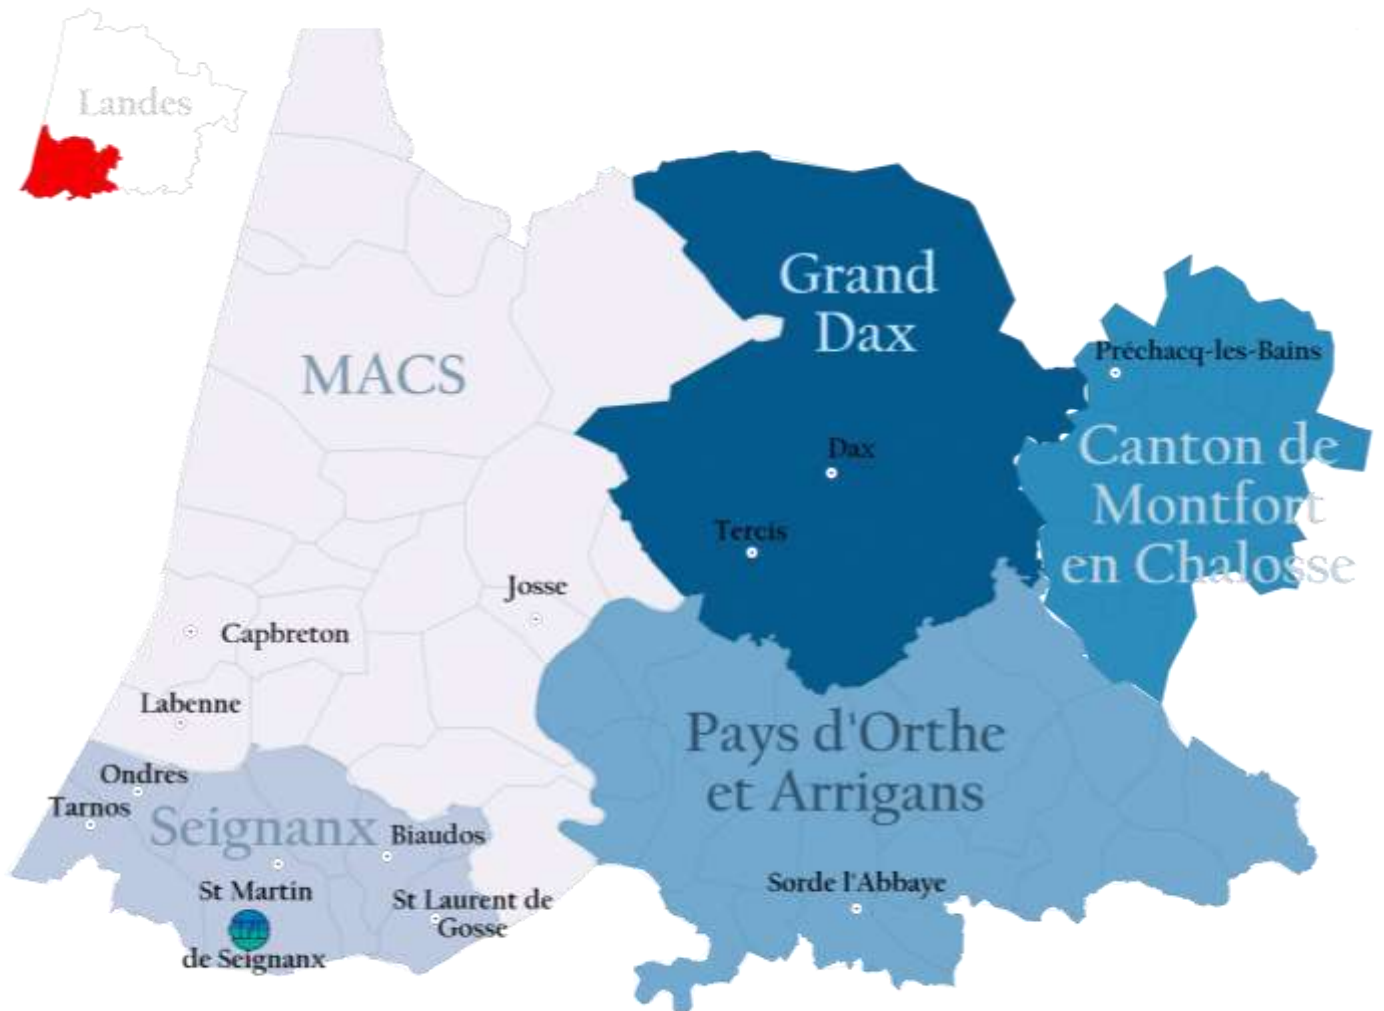 Landes
Grand
Dax
MACS
Préchacq-les-Bains
Canton de
Montfort
en Chalosse
Dax
Tercis
Josse
Capbreton
Labenne
Pays d'Orthe
et Arrigans
Ondres
Tarnos
Seignanx
Biaudos
St Martin
de Seignanx
St Laurent de
Gosse
Sorde l'Abbaye